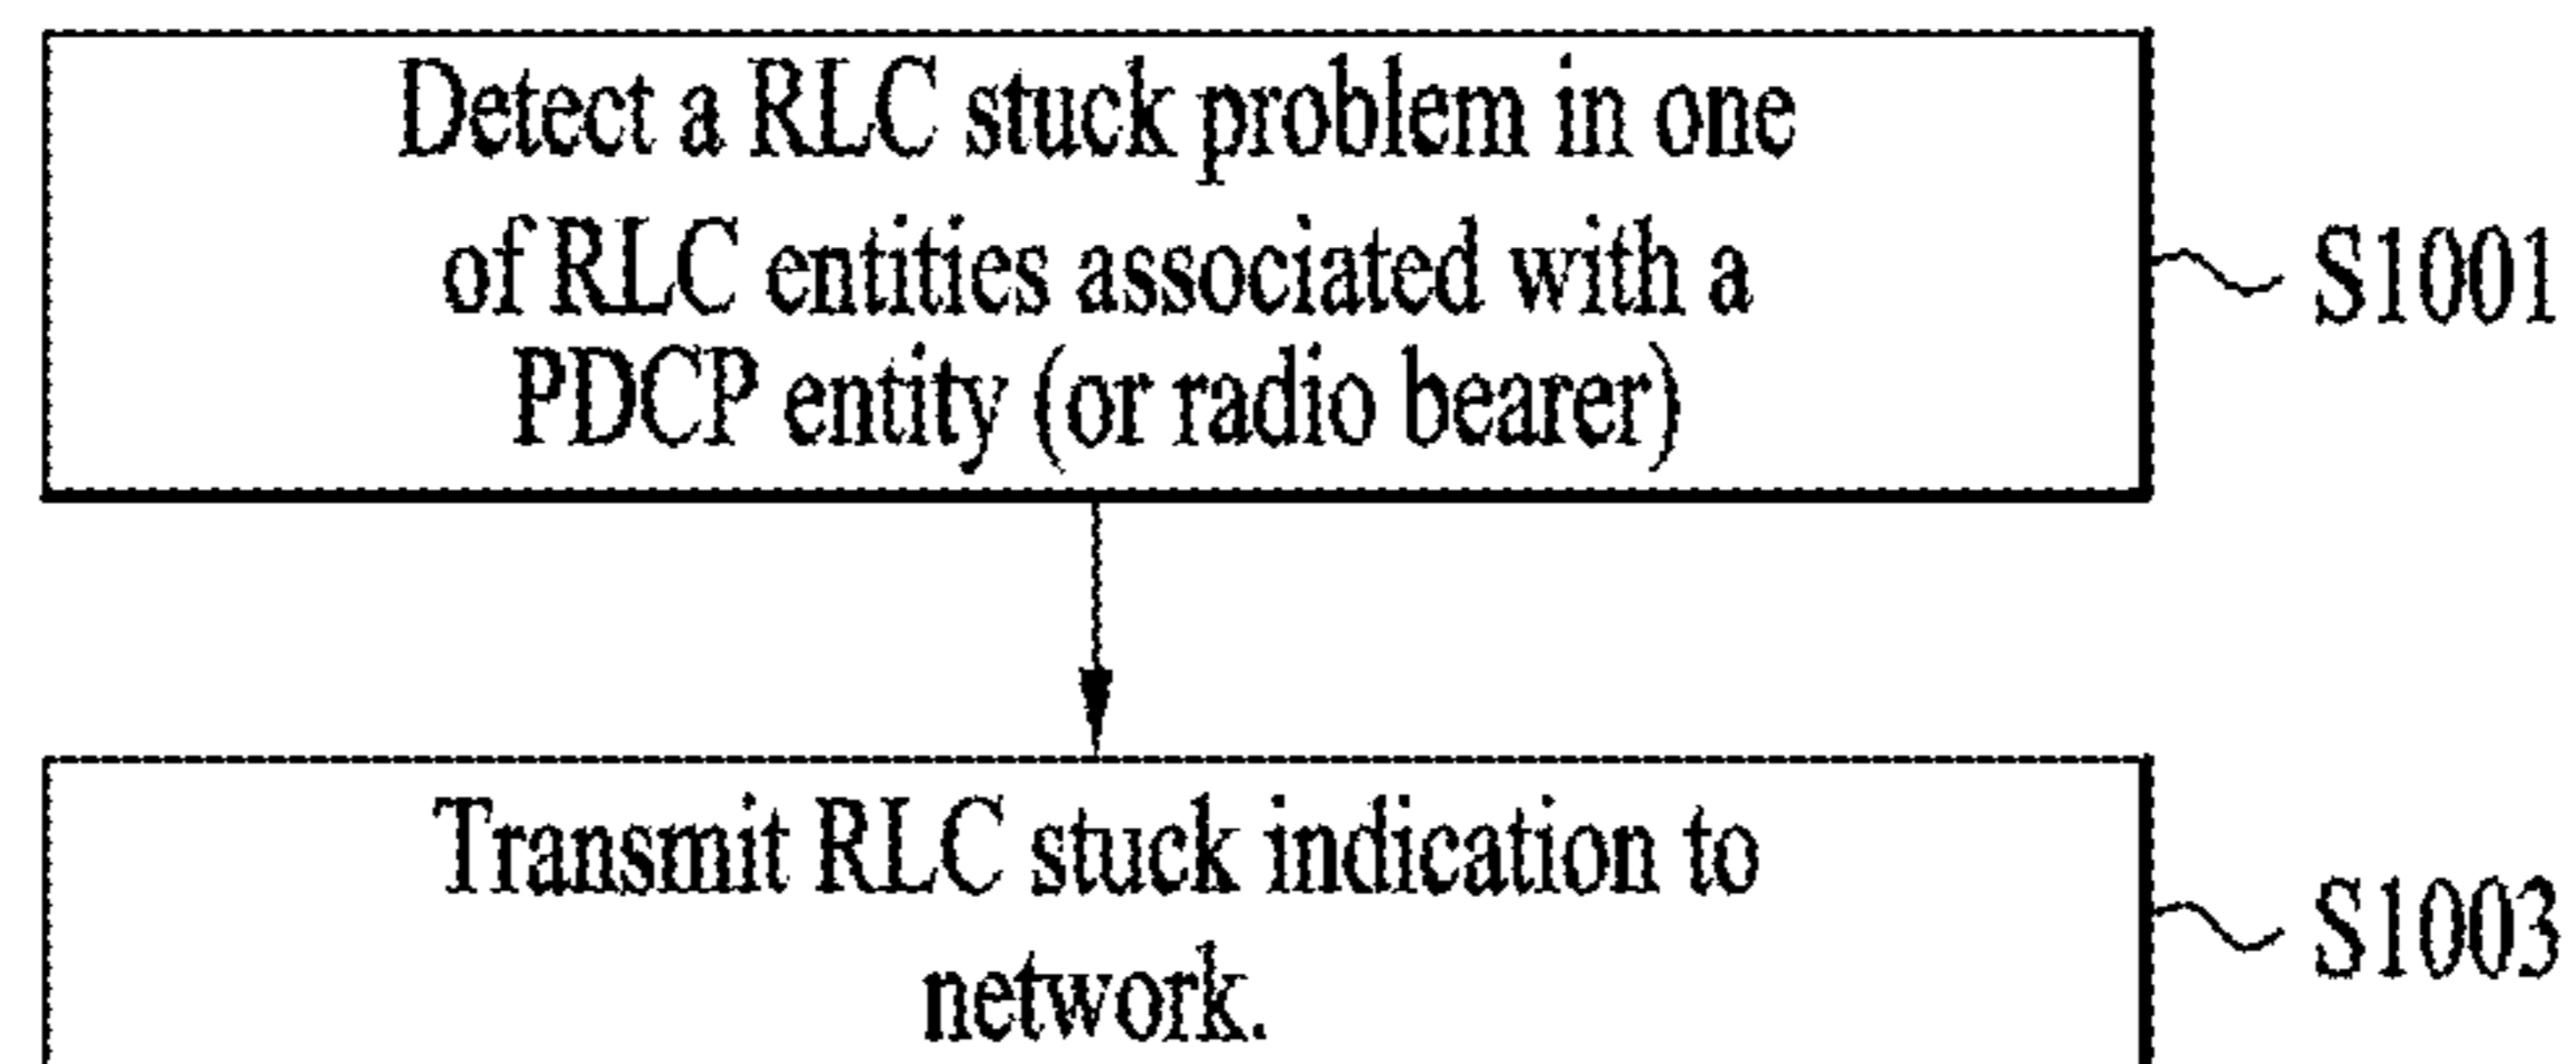 Detect a RLC stuck problem in one
of RLC entities associated with a
PDCP entity (or radio bearer)
S1001
Transmit RLC stuck indication to
network.
S1003